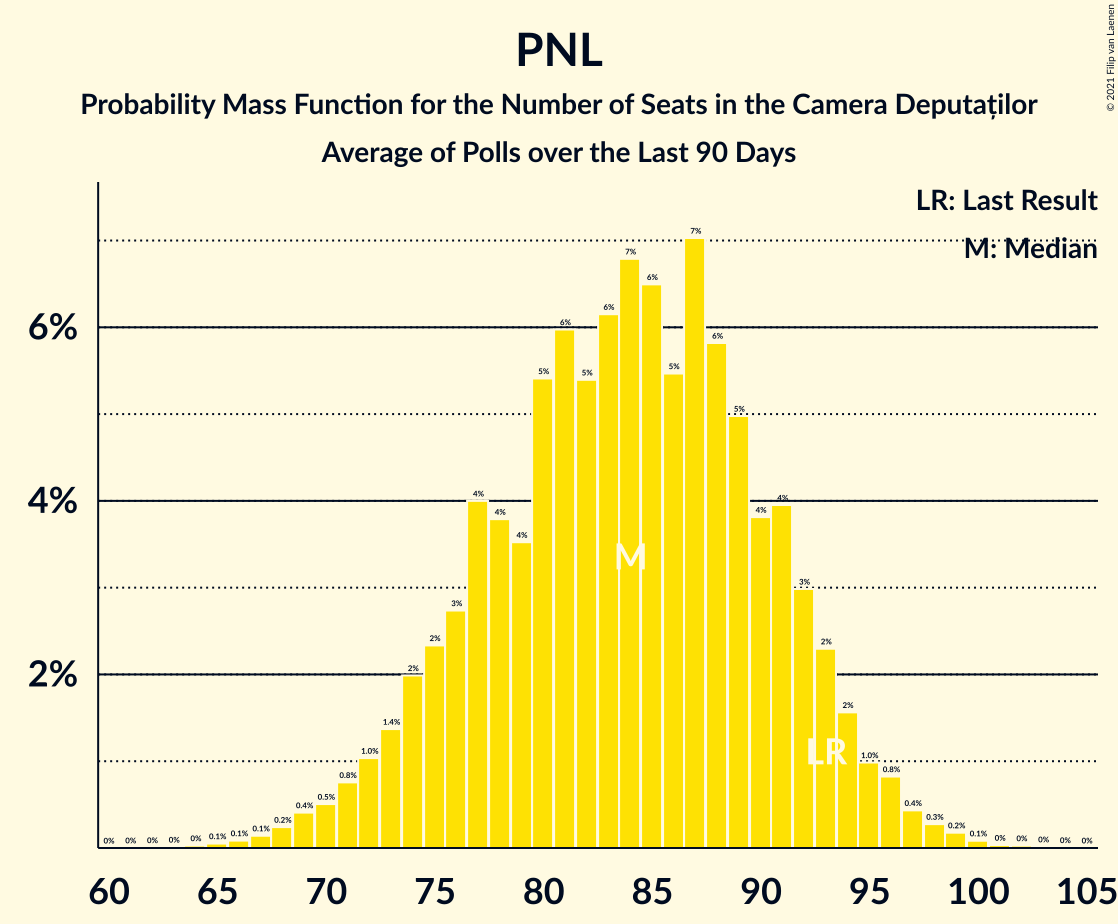 PNL
Probability Mass Function for the Number of Seats in the Camera Deputaților
Average of Polls over the Last 90 Days
© 2021 Filip van Laenen
LR: Last Result
M: Median
6%
4%
2%
0% 0% 0% 0% 0% 0.1% 0.1% 0.1% 0.2% 0.4% 0.5% 0.8% 1.0% 1.4% 2% 2% 3% 4% 4% 4% 5% 6% 5% 6% 7% 6% 5% 7% 6% 5% 4% 4% 3% 2% 2% 1.0% 0.8% 0.4% 0.3% 0.2% 0.1% 0% 0% 0% 0% 0%
M
LR
60 65 70 75 80 85 90 95 100 105